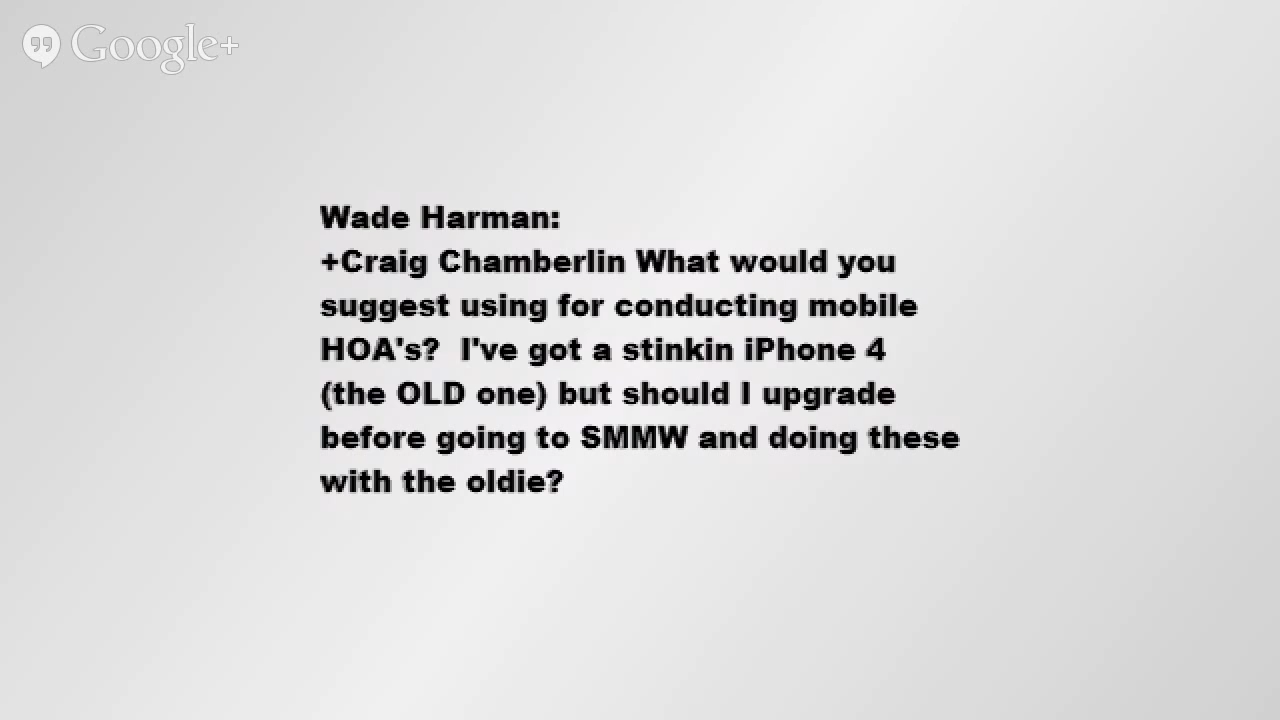 Google+
Wade Harman:
+Craig Chamberlin What would you
suggest using for conducting mobile
HOA's?  I've got a stinkin iPhone 4
(the OLD one) but should I upgrade
before going to SMMW and doing these
with the oldie?